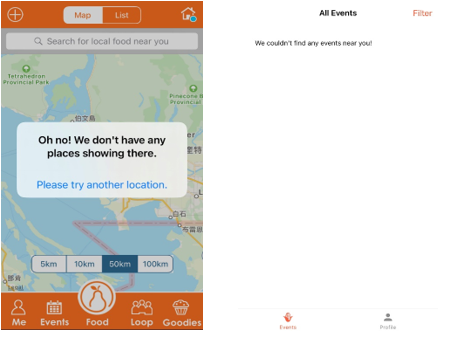 Map
List
Search for local food near you
Tetrahedron
Provincial Park
Pinecone B
Provincial
Oh no! We don't have any
places showing there.
Please try another location.
白石
5km
10km
50km
100km
Me
Events
Food
Loop
Goodies
All Events
Filter
We couldn't find any events near you!
Events
Profile